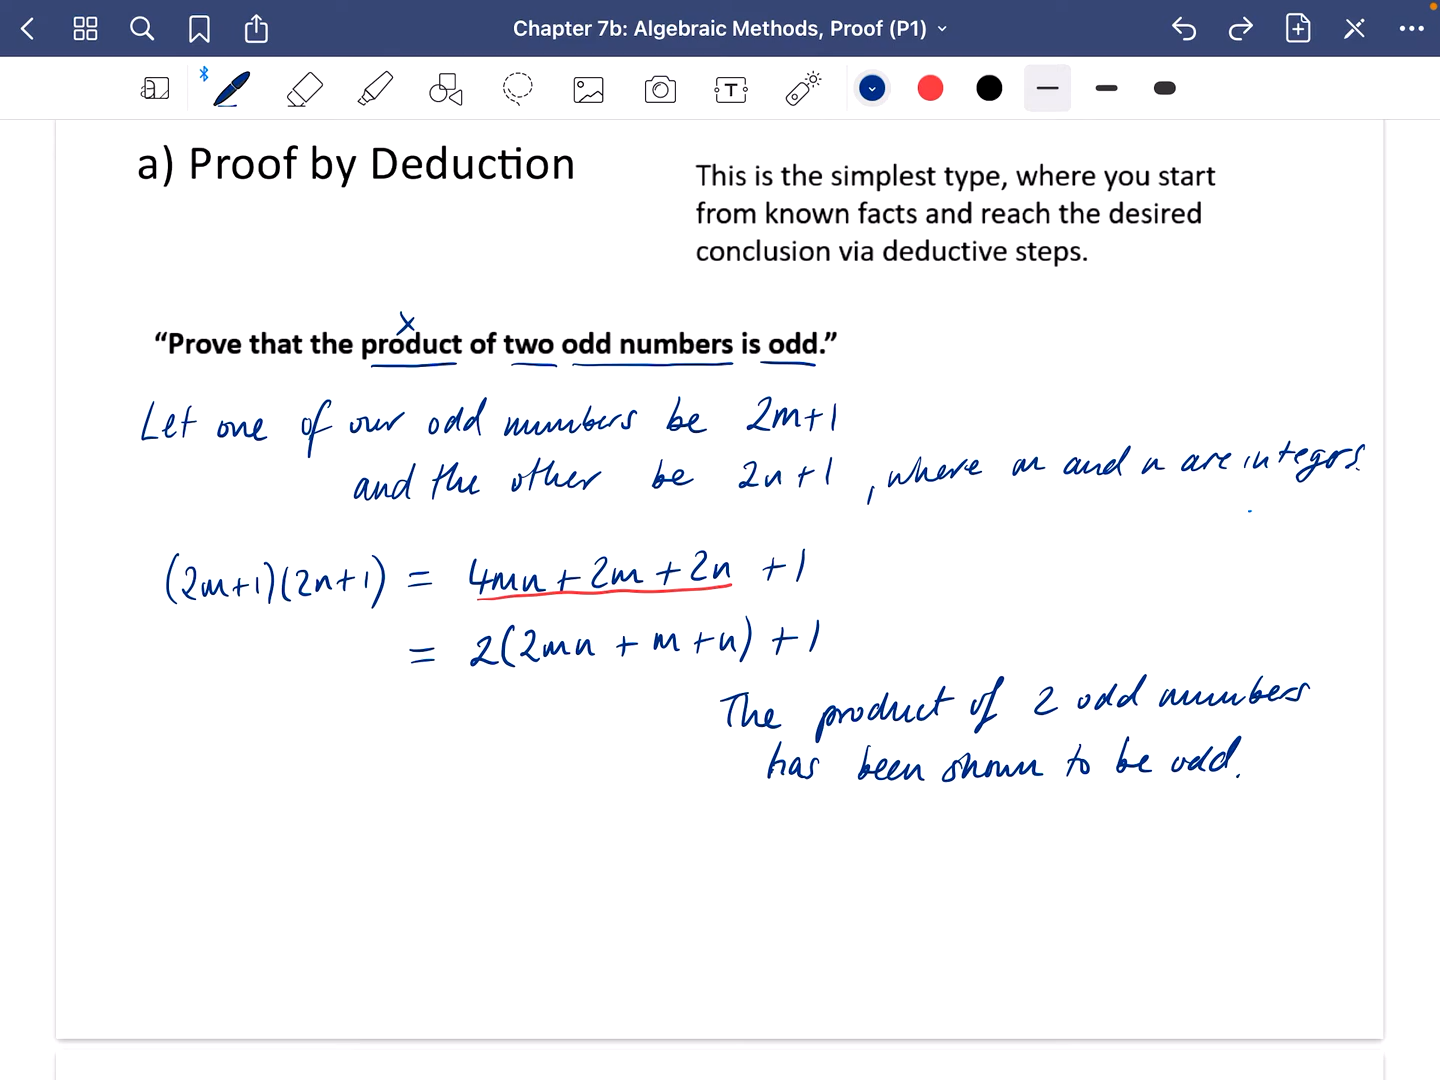 Chapter 7b: Algebraic Methods, Proof (P1)
a) Proof by Deduction
This is the simplest type, where you start
from known facts and reach the desired
conclusion via deductive steps.
×
“Prove that the product of two odd numbers is odd.”
Let one of our odd numbers be 2m+1
and the other be 2n+1, where m and n are integers.
(2m+1)(2n+1) = 4mn + 2m + 2n + 1
= 2(2mn + m + n) + 1
The product of 2 odd numbers
has been shown to be odd.